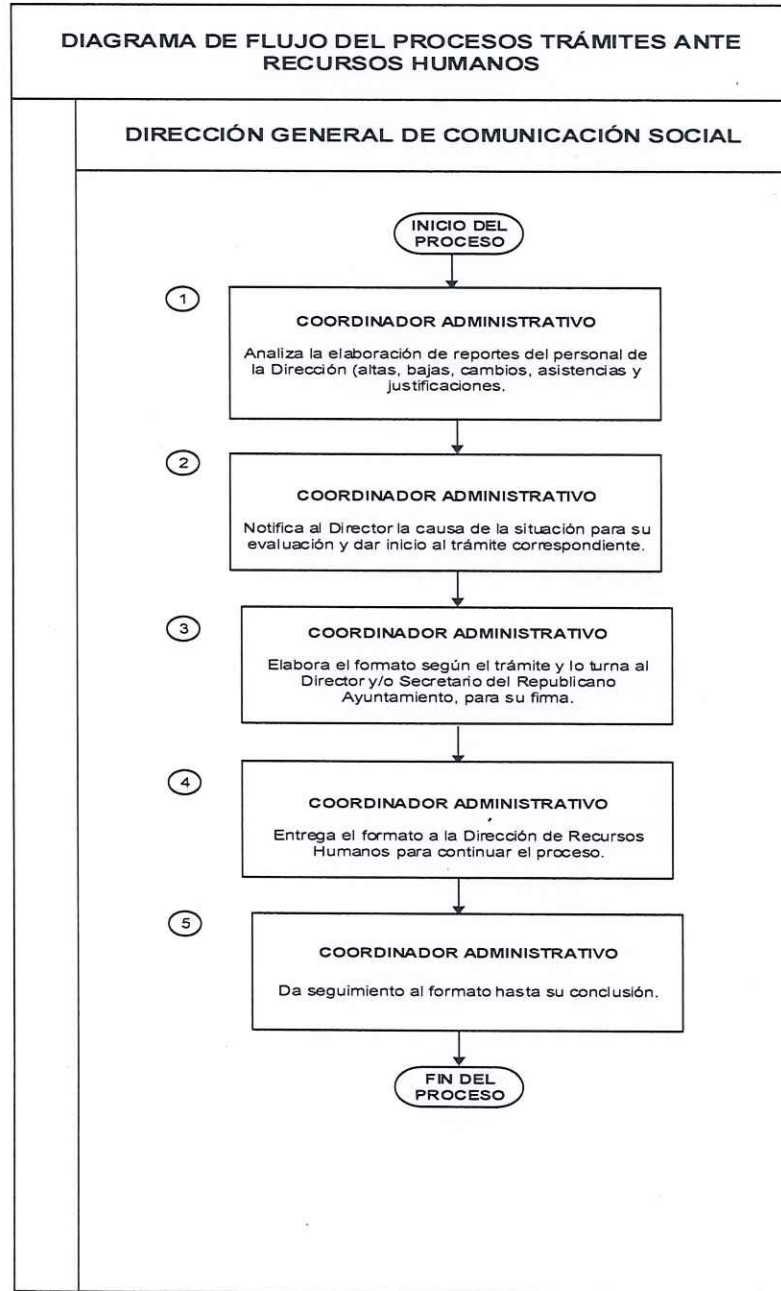 DIAGRAMA DE FLUJO DEL PROCESOS TRÁMITES ANTE
RECURSOS HUMANOS
DIRECCIÓN GENERAL DE COMUNICACIÓN SOCIAL
INICIO DEL
PROCESO
1
COORDINADOR ADMINISTRATIVO
Analiza la elaboración de reportes del personal de
la Dirección (altas, bajas, cambios, asistencias y
justificaciones.
2
COORDINADOR ADMINISTRATIVO
Notifica al Director la causa de la situación para su
evaluación y dar inicio al trámite correspondiente.
3
COORDINADOR ADMINISTRATIVO
Elabora el formato según el trámite y lo turna al
Director y/o Secretario del Republicano
Ayuntamiento, para su firma.
4
COORDINADOR ADMINISTRATIVO
Entrega el formato a la Dirección de Recursos
Humanos para continuar el proceso.
5
COORDINADOR ADMINISTRATIVO
Da seguimiento al formato hasta su conclusión.
FIN DEL
PROCESO